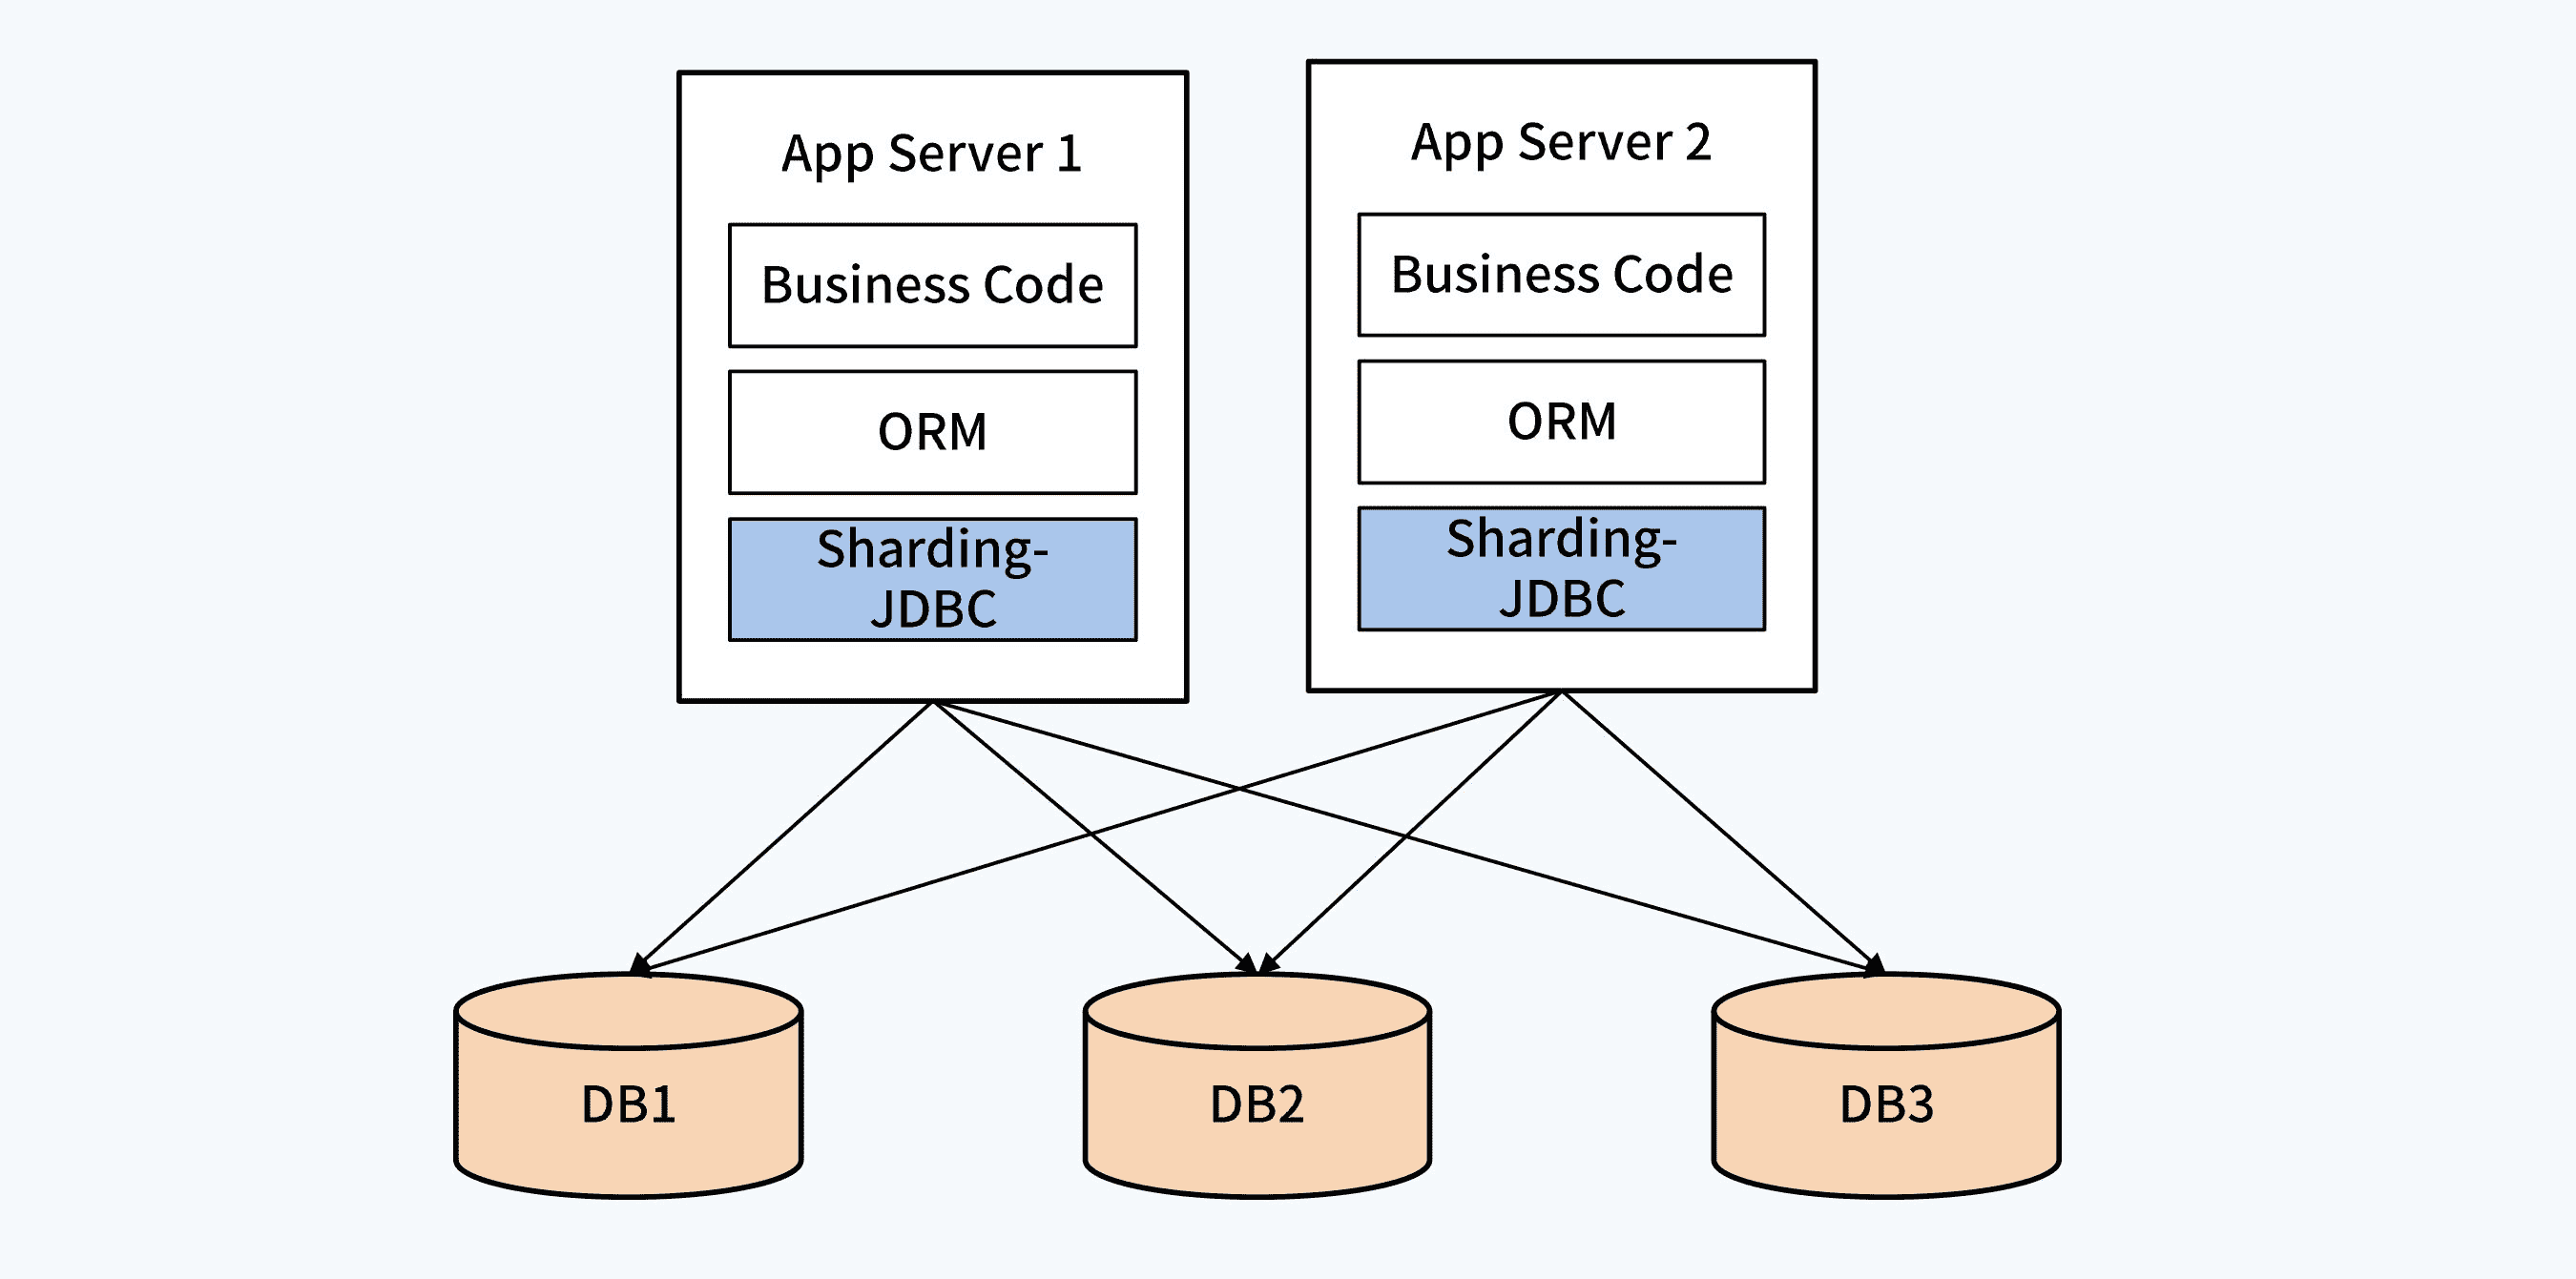 App Server 1
Business Code
ORM
Sharding-
JDBC
App Server 2
Business Code
ORM
Sharding-
JDBC
DB1
DB2
DB3